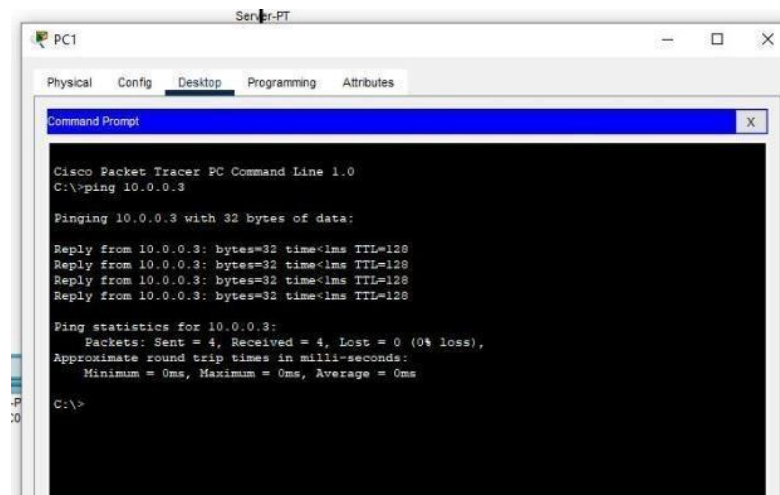 Server-PT
PC1
Physical Config Desktop Programming Attributes
Command Prompt
X
Cisco Packet Tracer PC Command Line 1.0
C:\>ping 10.0.0.3
Pinging 10.0.0.3 with 32 bytes of data:
Reply from 10.0.0.3: bytes=32 time<1ms TTL=128
Reply from 10.0.0.3: bytes=32 time<1ms TTL=128
Reply from 10.0.0.3: bytes=32 time<1ms TTL=128
Reply from 10.0.0.3: bytes=32 time<1ms TTL=128
Ping statistics for 10.0.0.3:
Packets: Sent = 4, Received = 4, Lost = 0 (0% loss),
Approximate round trip times in milli-seconds:
Minimum = 0ms, Maximum = 0ms, Average = 0ms
C:\>